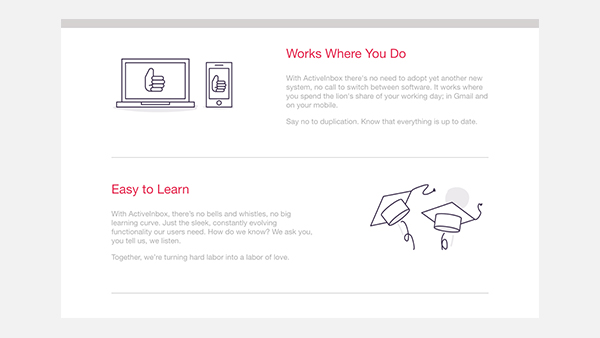 Works Where You Do
With ActiveInbox there's no need to adopt yet another new
system, no call to switch between software. It works where
you spend the lion's share of your working day; in Gmail and
on your mobile.
Say no to duplication. Know that everything is up to date.
Easy to Learn
With ActiveInbox, there's no bells and whistles, no big
learning curve. Just the sleek, constantly evolving
functionality our users need. How do we know? We ask you,
you tell us, we listen.
Together, we're turning hard labor into a labor of love.